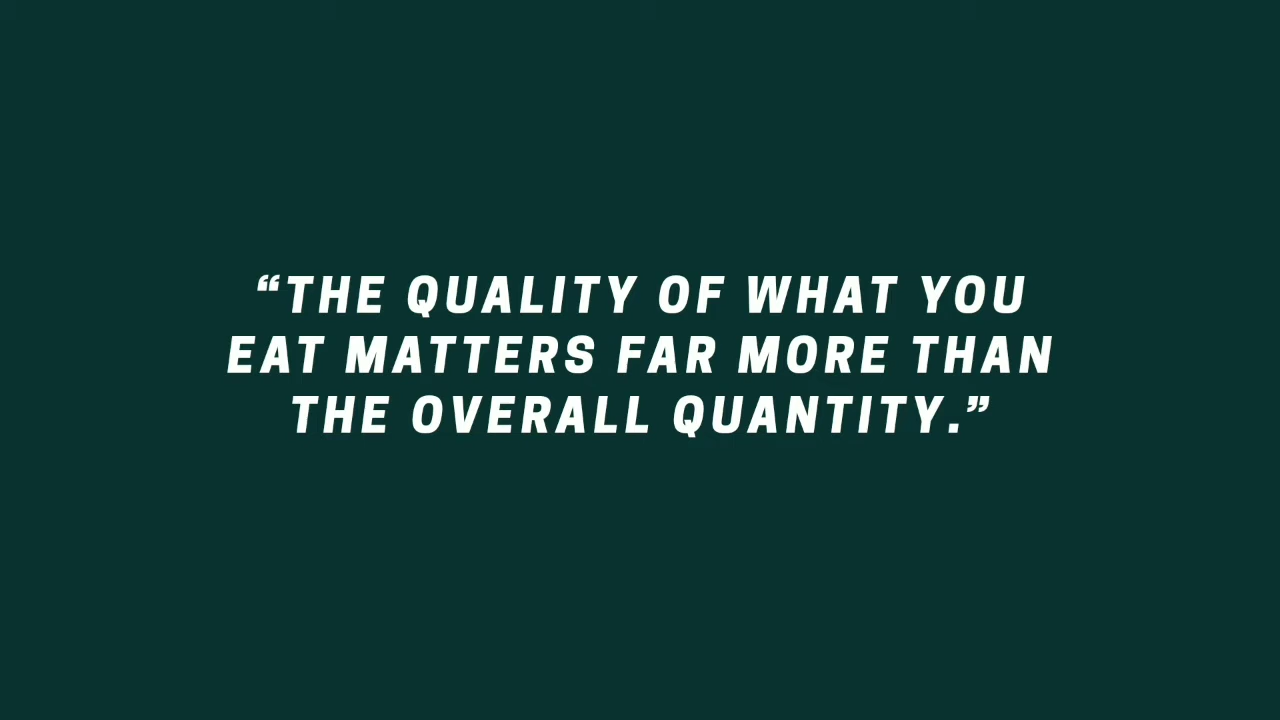 “THE QUALITY OF WHAT YOU
EAT MATTERS FAR MORE THAN
THE OVERALL QUANTITY.”